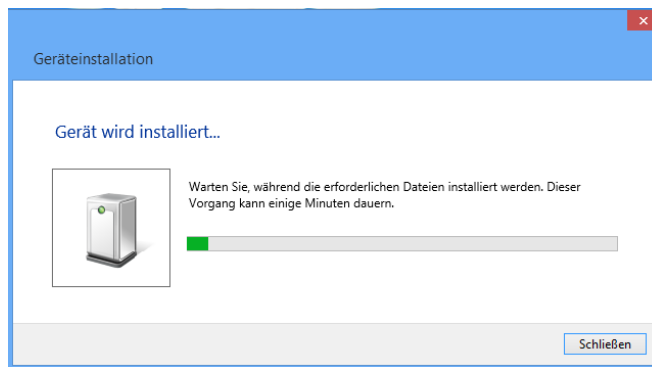 Geräteinstallation
Gerät wird installiert...
Warten Sie, während die erforderlichen Dateien installiert werden. Dieser
Vorgang kann einige Minuten dauern.
Schließen